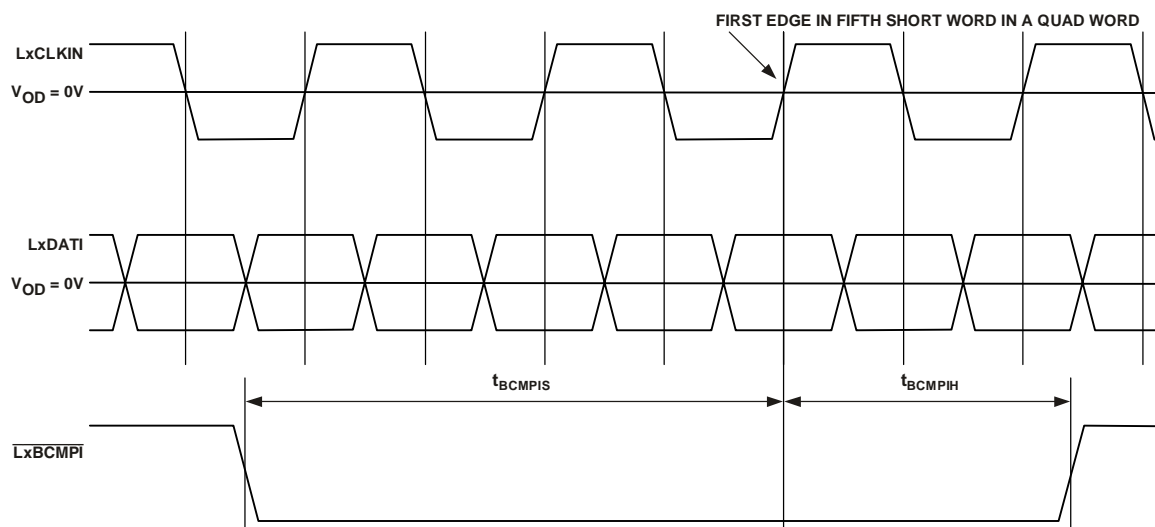 FIRST EDGE IN FIFTH SHORT WORD IN A QUAD WORD
LxCLKIN
VOD = 0V
LxDATI
VOD = 0V
tBCMPIS
tBCMPIH
LxBCMPI